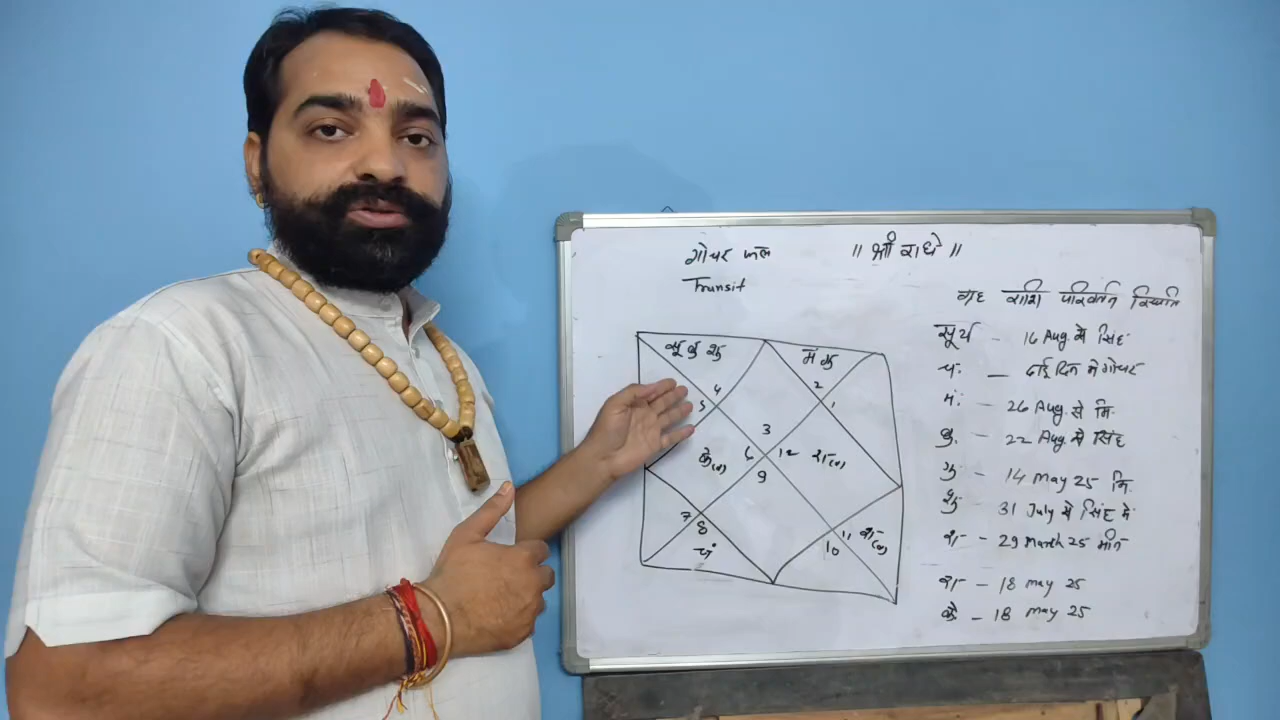 गोचर फल
॥ श्री राधे ॥
Transit
ग्रह राशि परिवर्तन स्थिति
सूर्य - 16 Aug से सिंह
चं. - ढाई दिन मे गोचर
मं. - 26 Aug से मि.
बु. - 22 Aug से सिंह
गु - 14 May 25 मि.
शु - 31 July से सिंह मे
श - 29 March 25 मीन
रा - 18 May 25
के - 18 May 25
सू बु शु
मं गु
4
2
5
1
3
के(व)
6
12
रा(व)
9
7
8
चं
11
श(व)
10